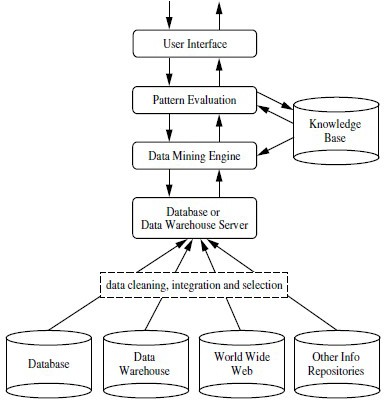 User Interface
Pattern Evaluation
Knowledge
Base
Data Mining Engine
Database or
Data Warehouse Server
data cleaning, integration and selection
Database
Data
Warehouse
World Wide
Web
Other Info
Repositories